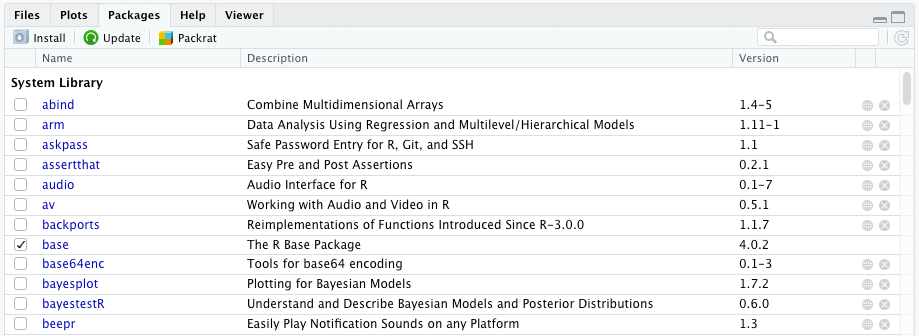 Files Plots Packages Help Viewer
Install Update Packrat
Name Description Version
System Library
abind Combine Multidimensional Arrays 1.4-5
arm Data Analysis Using Regression and Multilevel/Hierarchical Models 1.11-1
askpass Safe Password Entry for R, Git, and SSH 1.1
assertthat Easy Pre and Post Assertions 0.2.1
audio Audio Interface for R 0.1-7
av Working with Audio and Video in R 0.5.1
backports Reimplementations of Functions Introduced Since R-3.0.0 1.1.7
base The R Base Package 4.0.2
base64enc Tools for base64 encoding 0.1-3
bayesplot Plotting for Bayesian Models 1.7.2
bayestestR Understand and Describe Bayesian Models and Posterior Distributions 0.6.0
beepr Easily Play Notification Sounds on any Platform 1.3